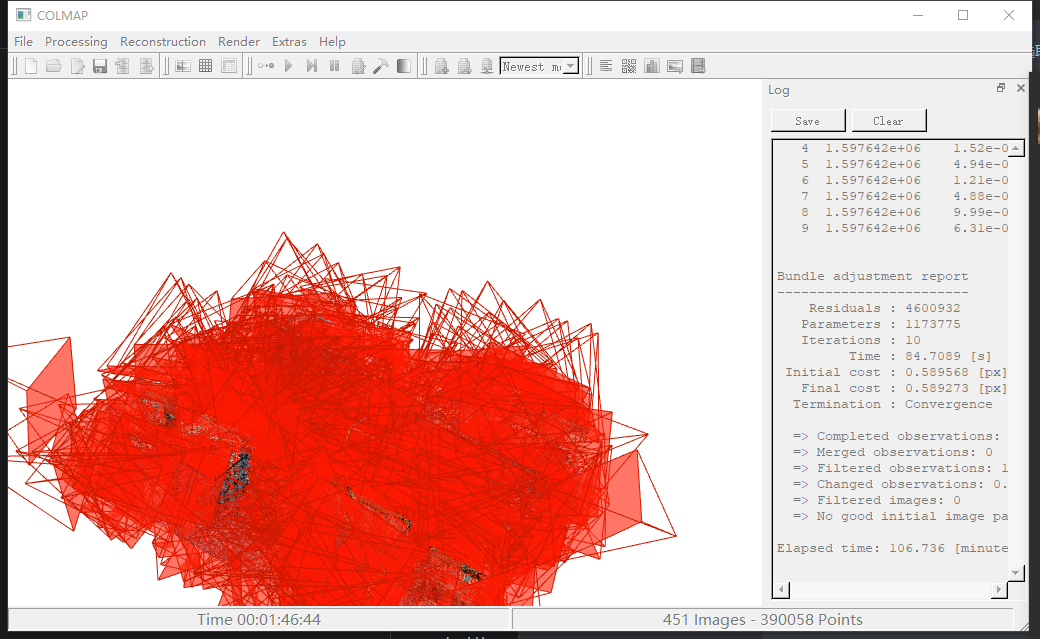 COLMAP
File Processing Reconstruction Render Extras Help
Newest m
Log
Save Clear
4 1.597642e+06 1.52e-0
5 1.597642e+06 4.94e-0
6 1.597642e+06 1.21e-0
7 1.597642e+06 4.88e-0
8 1.597642e+06 9.99e-0
9 1.597642e+06 6.31e-0
Bundle adjustment report
------------------------
Residuals : 4600932
Parameters : 1173775
Iterations : 10
Time : 84.7089 [s]
Initial cost : 0.589568 [px]
Final cost : 0.589273 [px]
Termination : Convergence
=> Completed observations:
=> Merged observations: 0
=> Filtered observations: 1
=> Changed observations: 0.
=> Filtered images: 0
=> No good initial image pa
Elapsed time: 106.736 [minute
Time 00:01:46:44
451 Images - 390058 Points